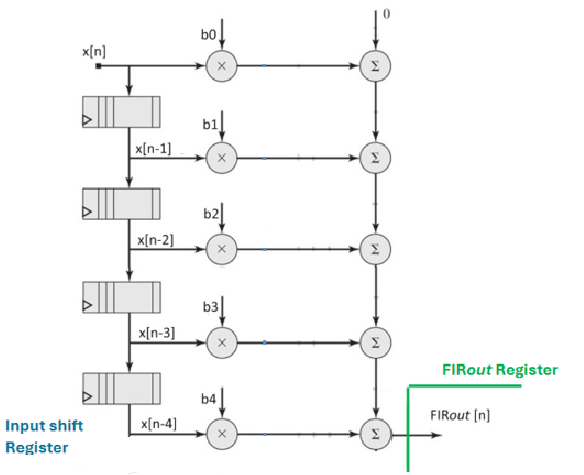 0
b0
x[n]
×
Σ
b1
x[n-1]
×
Σ
b2
x[n-2]
×
Σ
b3
x[n-3]
×
Σ
FIRout Register
b4
FIRout [n]
Input shift
Register
x[n-4]
×
Σ